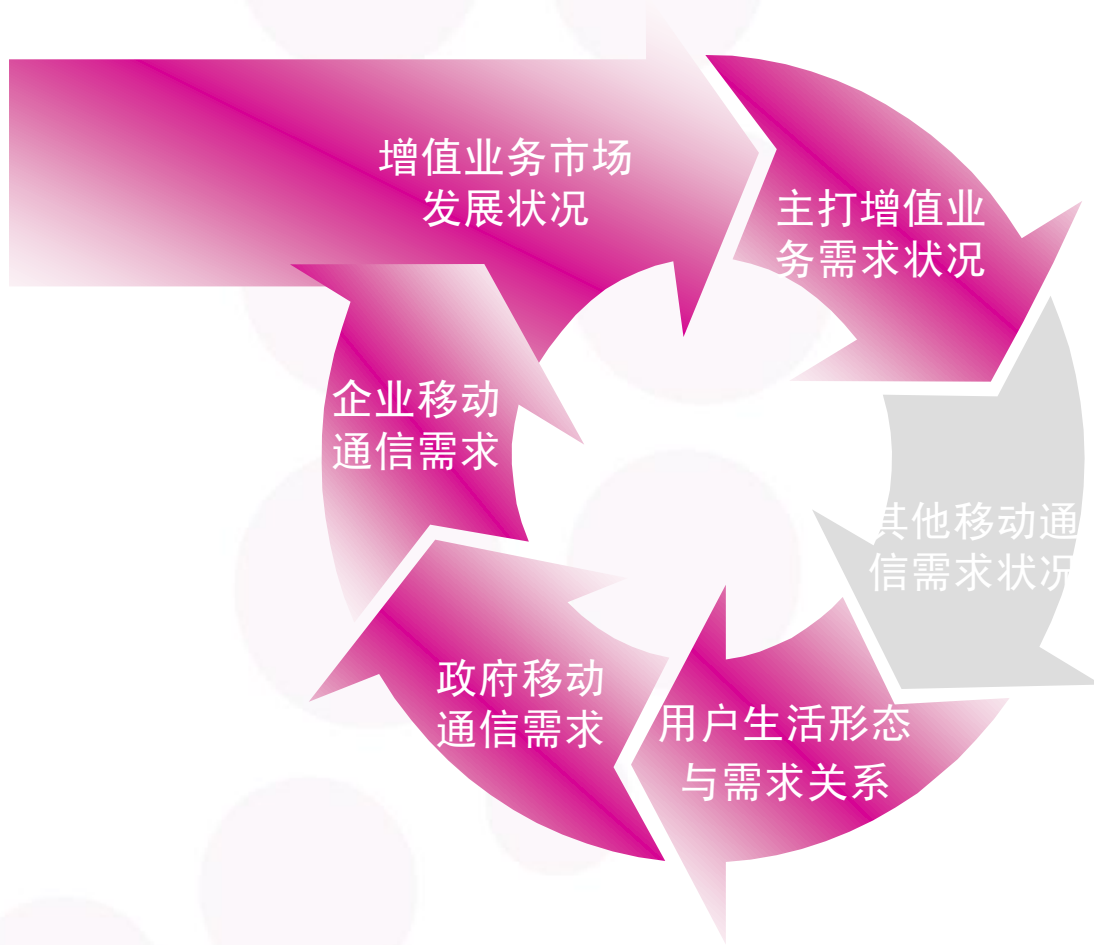 增值业务市场
发展状况
主打增值业
务需求状况
其他移动通
信需求状况
用户生活形态
与需求关系
政府移动
通信需求
企业移动
通信需求